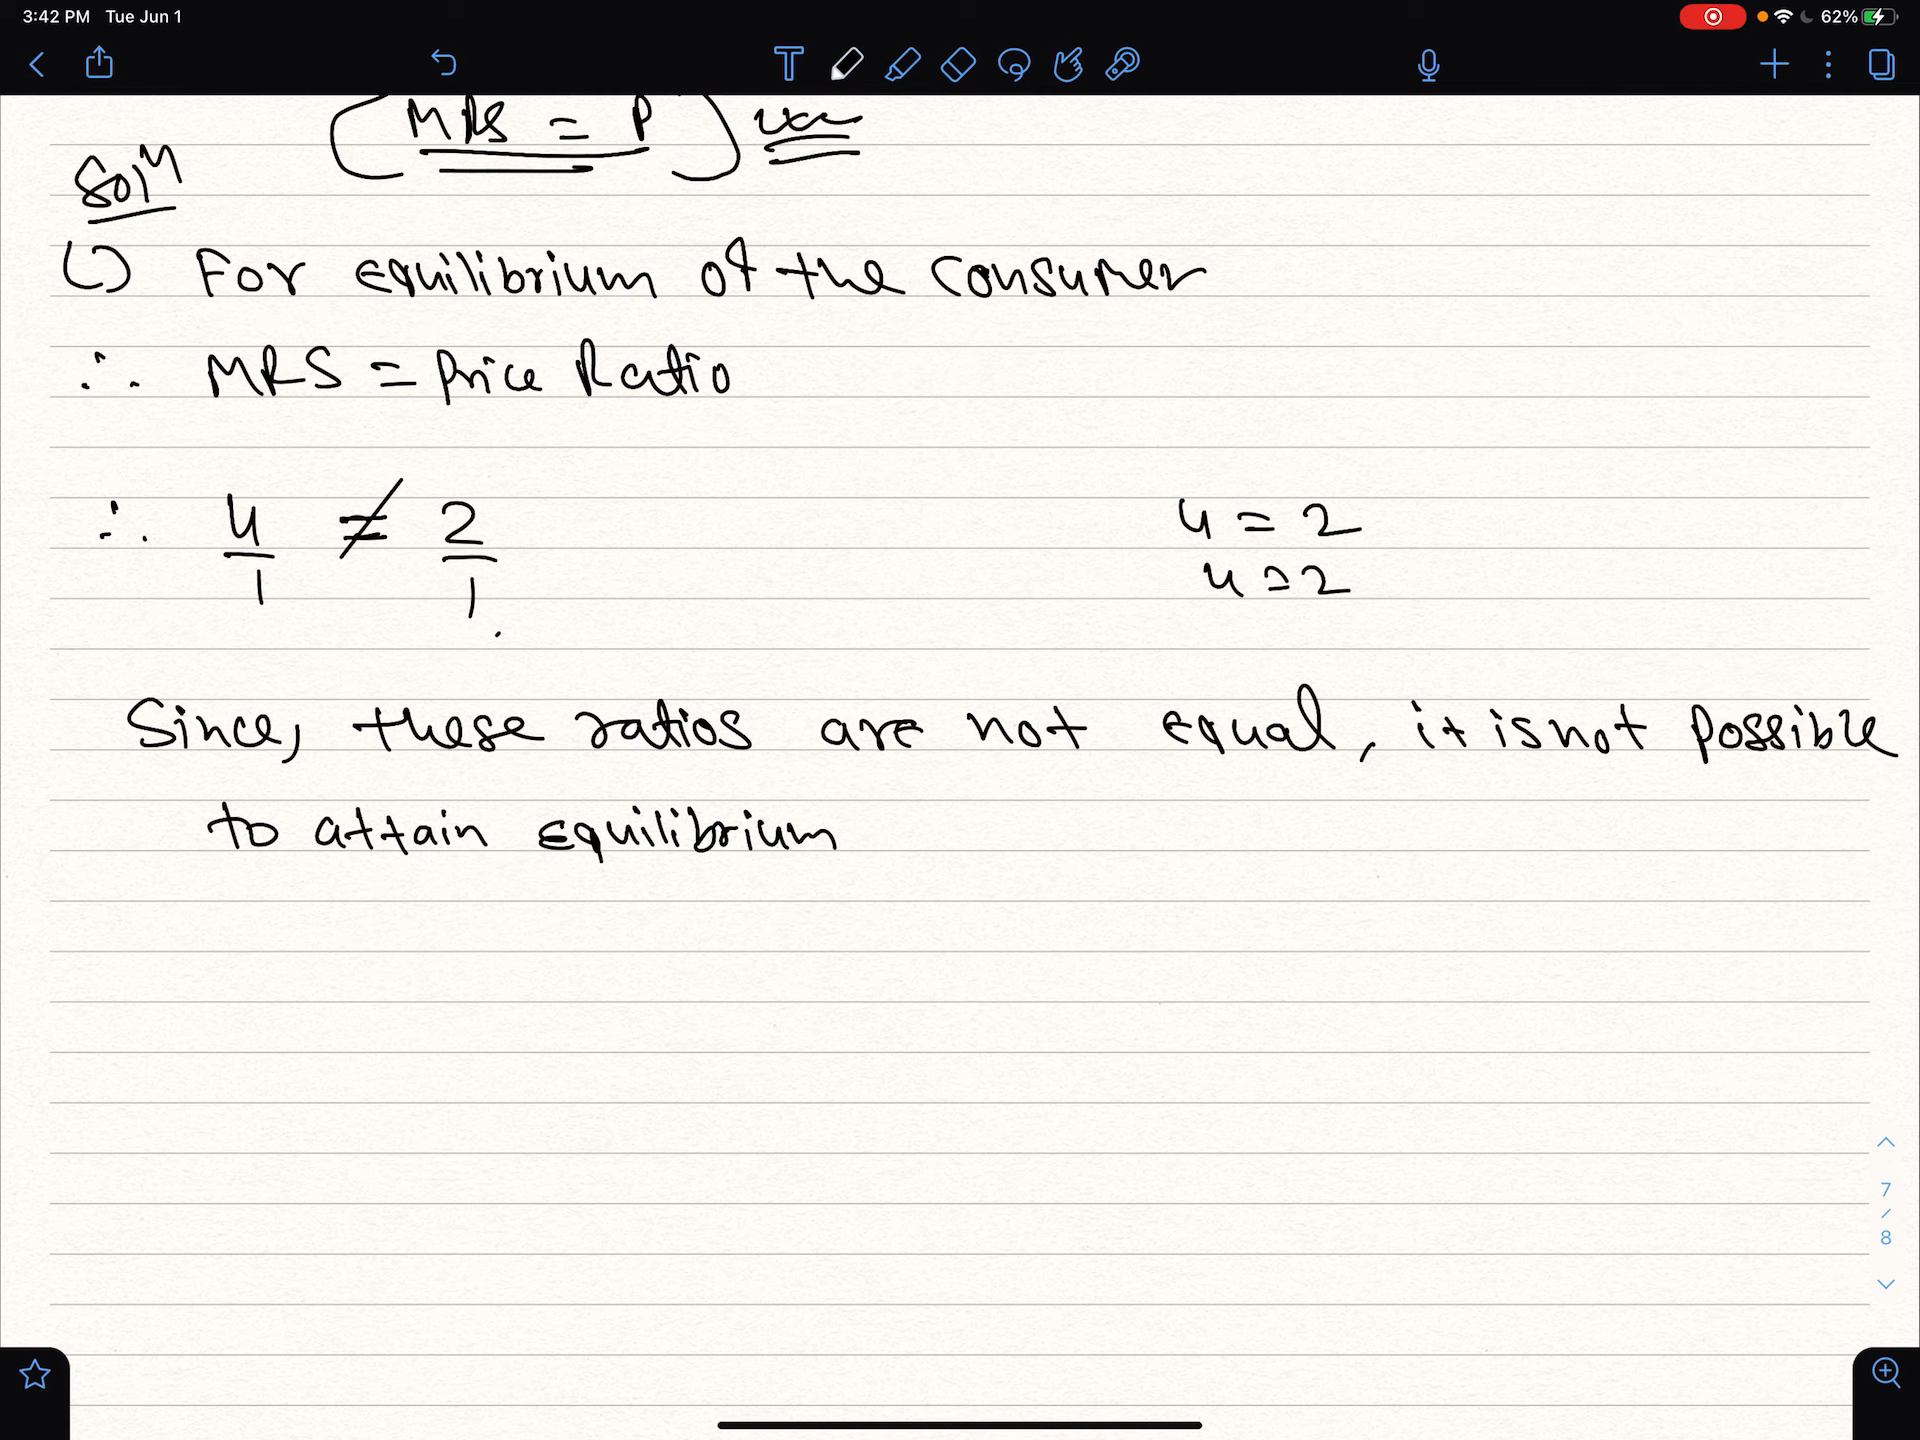 3:42 PM Tue Jun 1
62%
T
(MRS = P)
Soln
() For equilibrium of the consumer
∴ MRS = Price Ratio
∴ 4/1 ≠ 2/1
4 = 2
4 = 2
Since, these ratios are not equal, it is not possible
to attain equilibrium
7
/
8